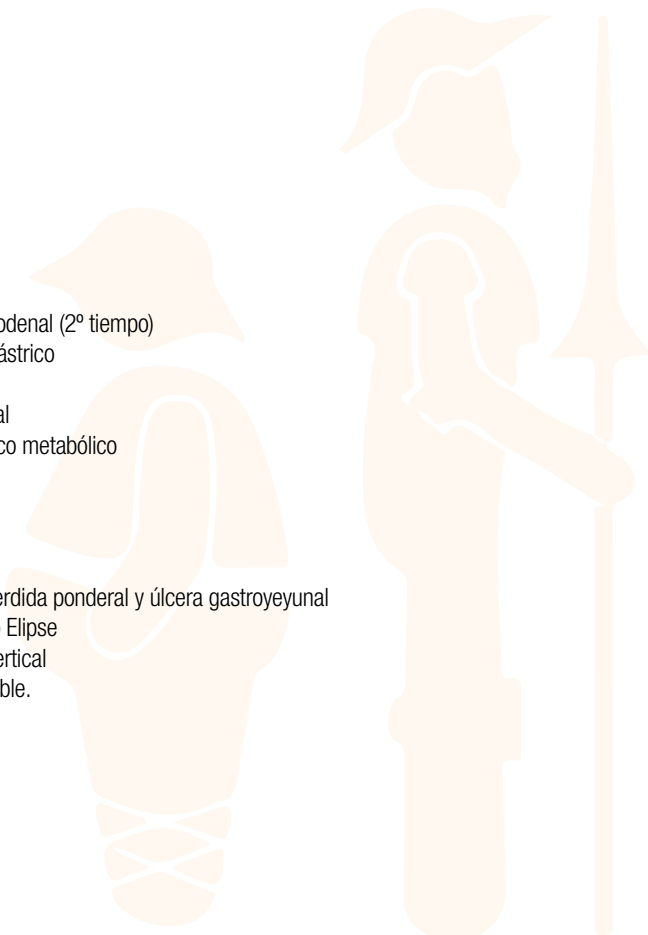 odenal (2º tiempo)
ástrico
al
co metabólico
erdida ponderal y úlcera gastroyeyunal
Elipse
ertical
ble.